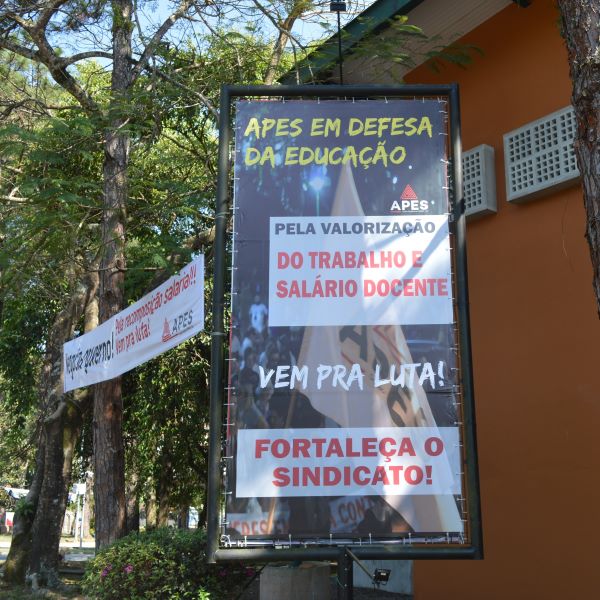 APES EM DEFESA
DA EDUCAÇÃO
APES
PELA VALORIZAÇÃO
DO TRABALHO E
SALÁRIO DOCENTE
VEM PRA LUTA!
FORTALEÇA O
SINDICATO!
Negocia governo!
Pela recomposição salarial!!
Vem pra luta!
APES